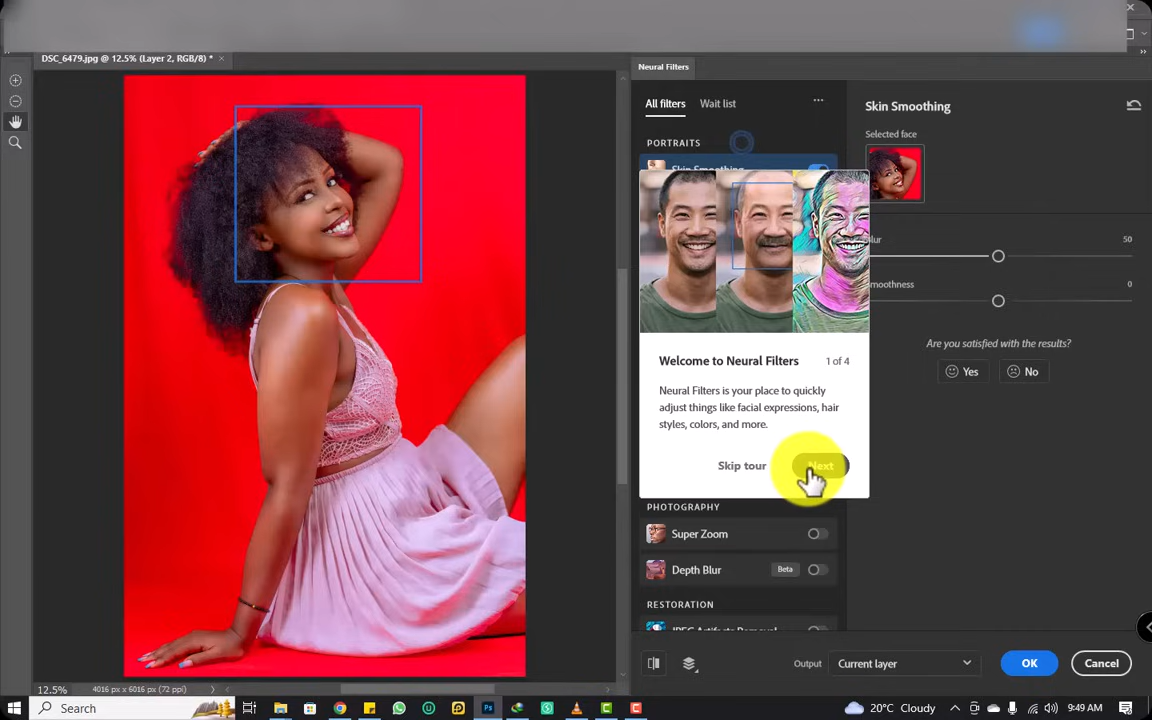 DSC_6479.jpg @ 12.5% (Layer 2, RGB/8) *
Neural Filters
All filters
Wait list
PORTRAITS
Skin Smoothing
Welcome to Neural Filters
1 of 4
Neural Filters is your place to quickly
adjust things like facial expressions, hair
styles, colors, and more.
Skip tour
Next
PHOTOGRAPHY
Super Zoom
Depth Blur
Beta
RESTORATION
JPEG Artifacts Removal
Skin Smoothing
Selected face
Blur
50
Smoothness
0
Are you satisfied with the results?
Yes
No
Output
Current layer
OK
Cancel
12.5%
4016 px x 6016 px (72 ppi)
Search
20°C Cloudy
9:49 AM